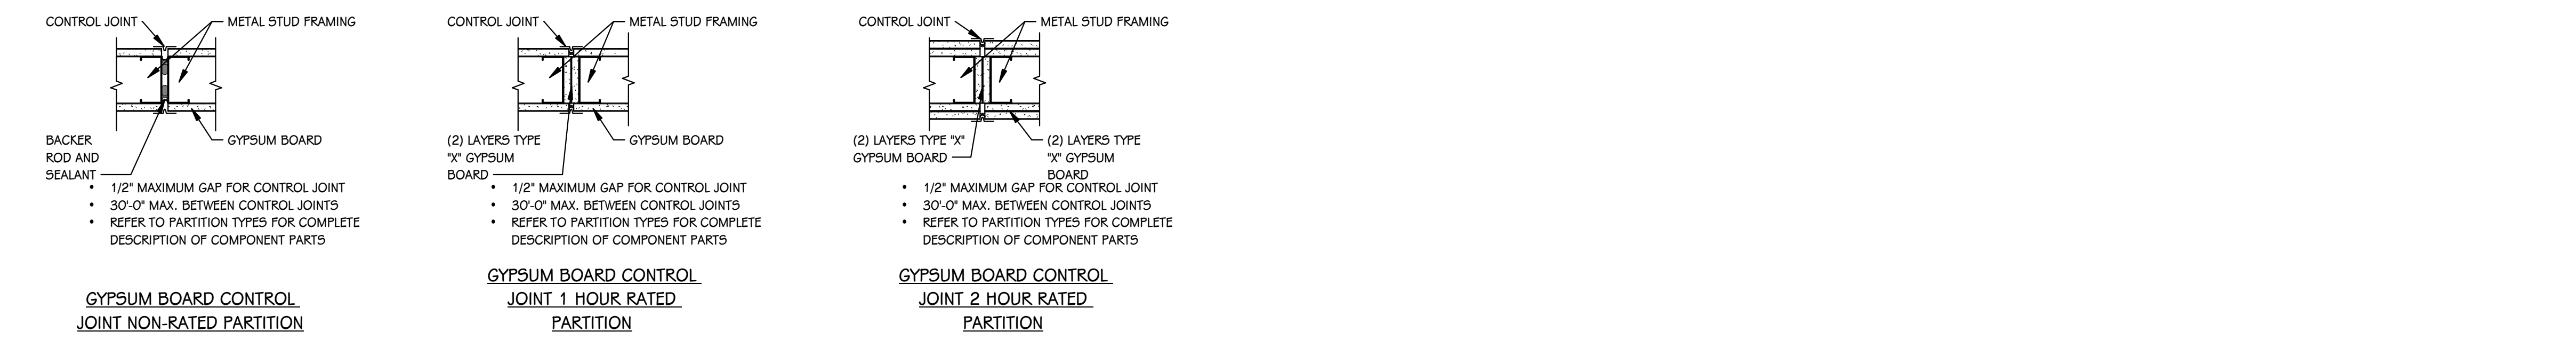 CONTROL JOINT
METAL STUD FRAMING
BACKER
ROD AND
SEALANT
GYPSUM BOARD
• 1/2" MAXIMUM GAP FOR CONTROL JOINT
• 30'-0" MAX. BETWEEN CONTROL JOINTS
• REFER TO PARTITION TYPES FOR COMPLETE
DESCRIPTION OF COMPONENT PARTS
GYPSUM BOARD CONTROL
JOINT NON-RATED PARTITION
CONTROL JOINT
METAL STUD FRAMING
(2) LAYERS TYPE
"X" GYPSUM
BOARD
GYPSUM BOARD
• 1/2" MAXIMUM GAP FOR CONTROL JOINT
• 30'-0" MAX. BETWEEN CONTROL JOINTS
• REFER TO PARTITION TYPES FOR COMPLETE
DESCRIPTION OF COMPONENT PARTS
GYPSUM BOARD CONTROL
JOINT 1 HOUR RATED
PARTITION
CONTROL JOINT
METAL STUD FRAMING
(2) LAYERS TYPE "X"
GYPSUM BOARD
(2) LAYERS TYPE
"X" GYPSUM
BOARD
• 1/2" MAXIMUM GAP FOR CONTROL JOINT
• 30'-0" MAX. BETWEEN CONTROL JOINTS
• REFER TO PARTITION TYPES FOR COMPLETE
DESCRIPTION OF COMPONENT PARTS
GYPSUM BOARD CONTROL
JOINT 2 HOUR RATED
PARTITION